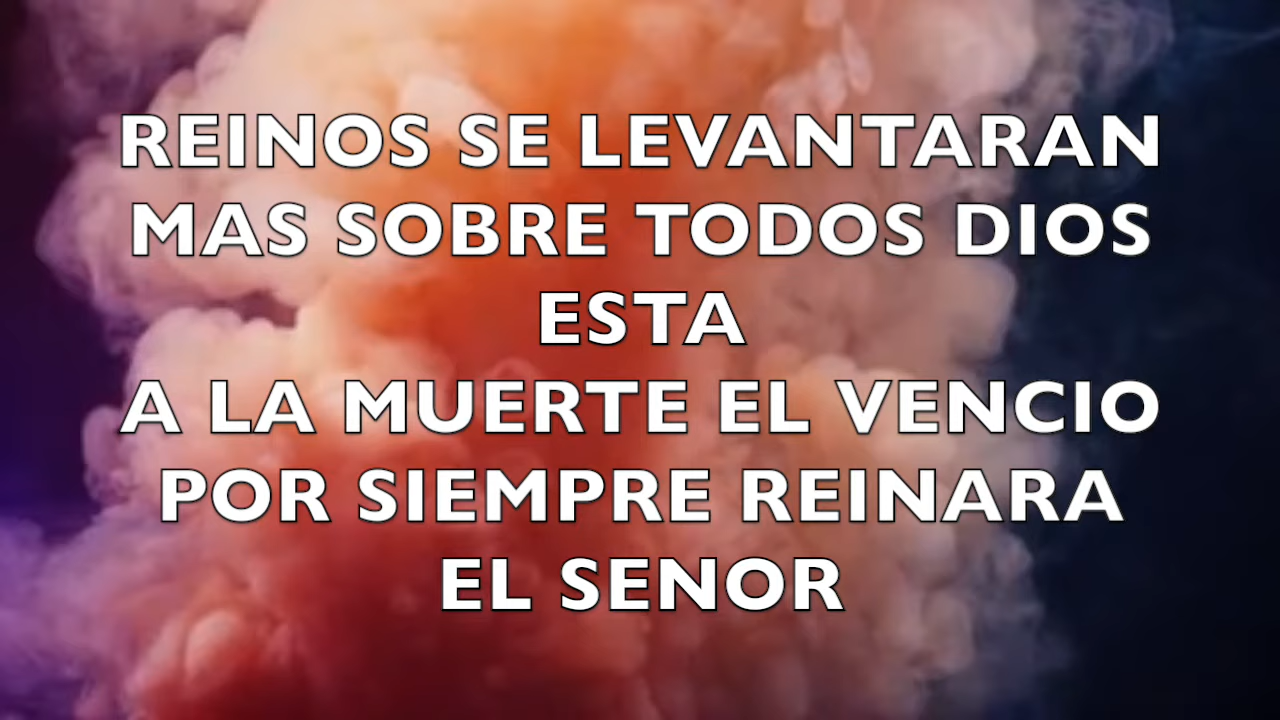 REINOS SE LEVANTARAN
MAS SOBRE TODOS DIOS
ESTA
A LA MUERTE EL VENCIO
POR SIEMPRE REINARA
EL SENOR